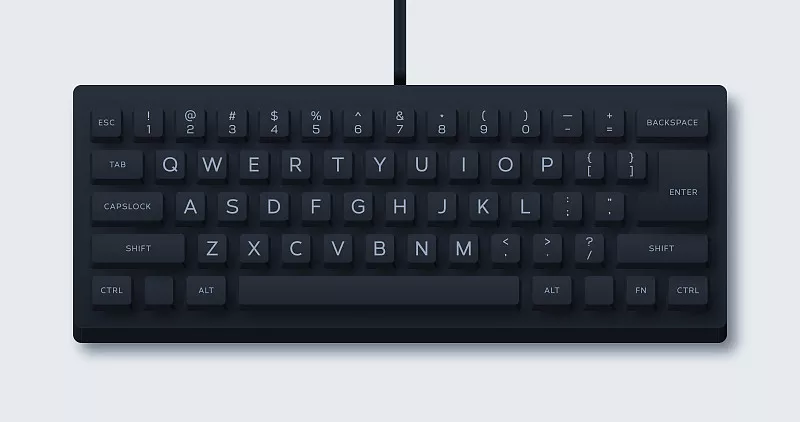 ESC ! @ # $ % ^ & * ( ) — +
1 2 3 4 5 6 7 8 9 0 - = BACKSPACE
TAB Q W E R T Y U I O P { }
[ ] ENTER
CAPSLOCK A S D F G H J K L : "
; '
SHIFT Z X C V B N M < > ? SHIFT
, . /
CTRL ALT ALT FN CTRL